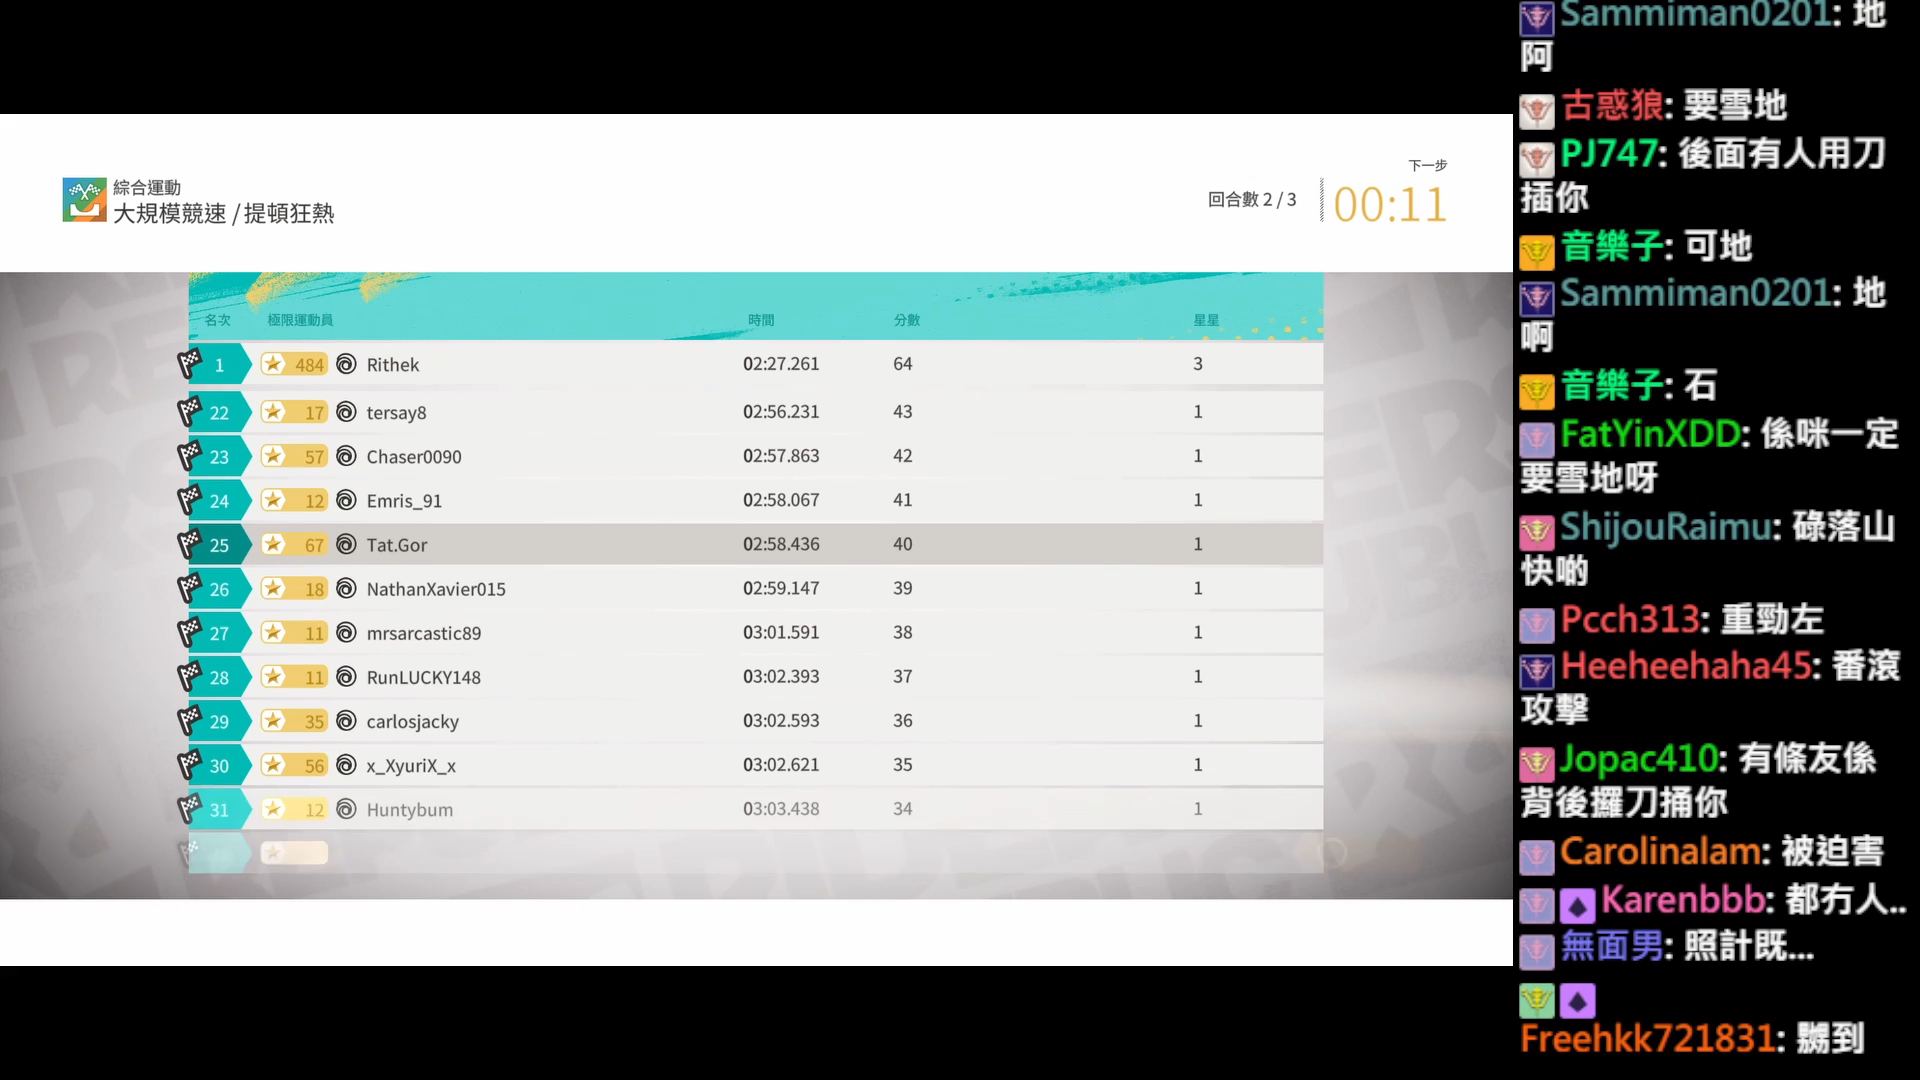 綜合運動
大規模競速 / 提頓狂熱
下一步
回合數 2 / 3
00:11
名次 極限運動員 時間 分數 星星
1 484 Rithek 02:27.261 64 3
22 17 tersay8 02:56.231 43 1
23 57 Chaser0090 02:57.863 42 1
24 12 Emris_91 02:58.067 41 1
25 67 Tat.Gor 02:58.436 40 1
26 18 NathanXavier015 02:59.147 39 1
27 11 mrsarcastic89 03:01.591 38 1
28 11 RunLUCKY148 03:02.393 37 1
29 35 carlosjacky 03:02.593 36 1
30 56 x_XyuriX_x 03:02.621 35 1
31 12 Huntybum 03:03.438 34 1
Sammiman0201: 地
阿
古惑狼: 要雪地
PJ747: 後面有人用刀
插你
音樂子: 可地
Sammiman0201: 地
啊
音樂子: 石
FatYinXDD: 係咪一定
要雪地呀
ShijouRaimu: 碌落山
快啲
Pcch313: 重勁左
Heeheehaha45: 番滾
攻擊
Jopac410: 有條友係
背後攞刀捅你
Carolinalam: 被迫害
Karenbbb: 都冇人..
無面男: 照計既...
Freehkk721831: 嬲到